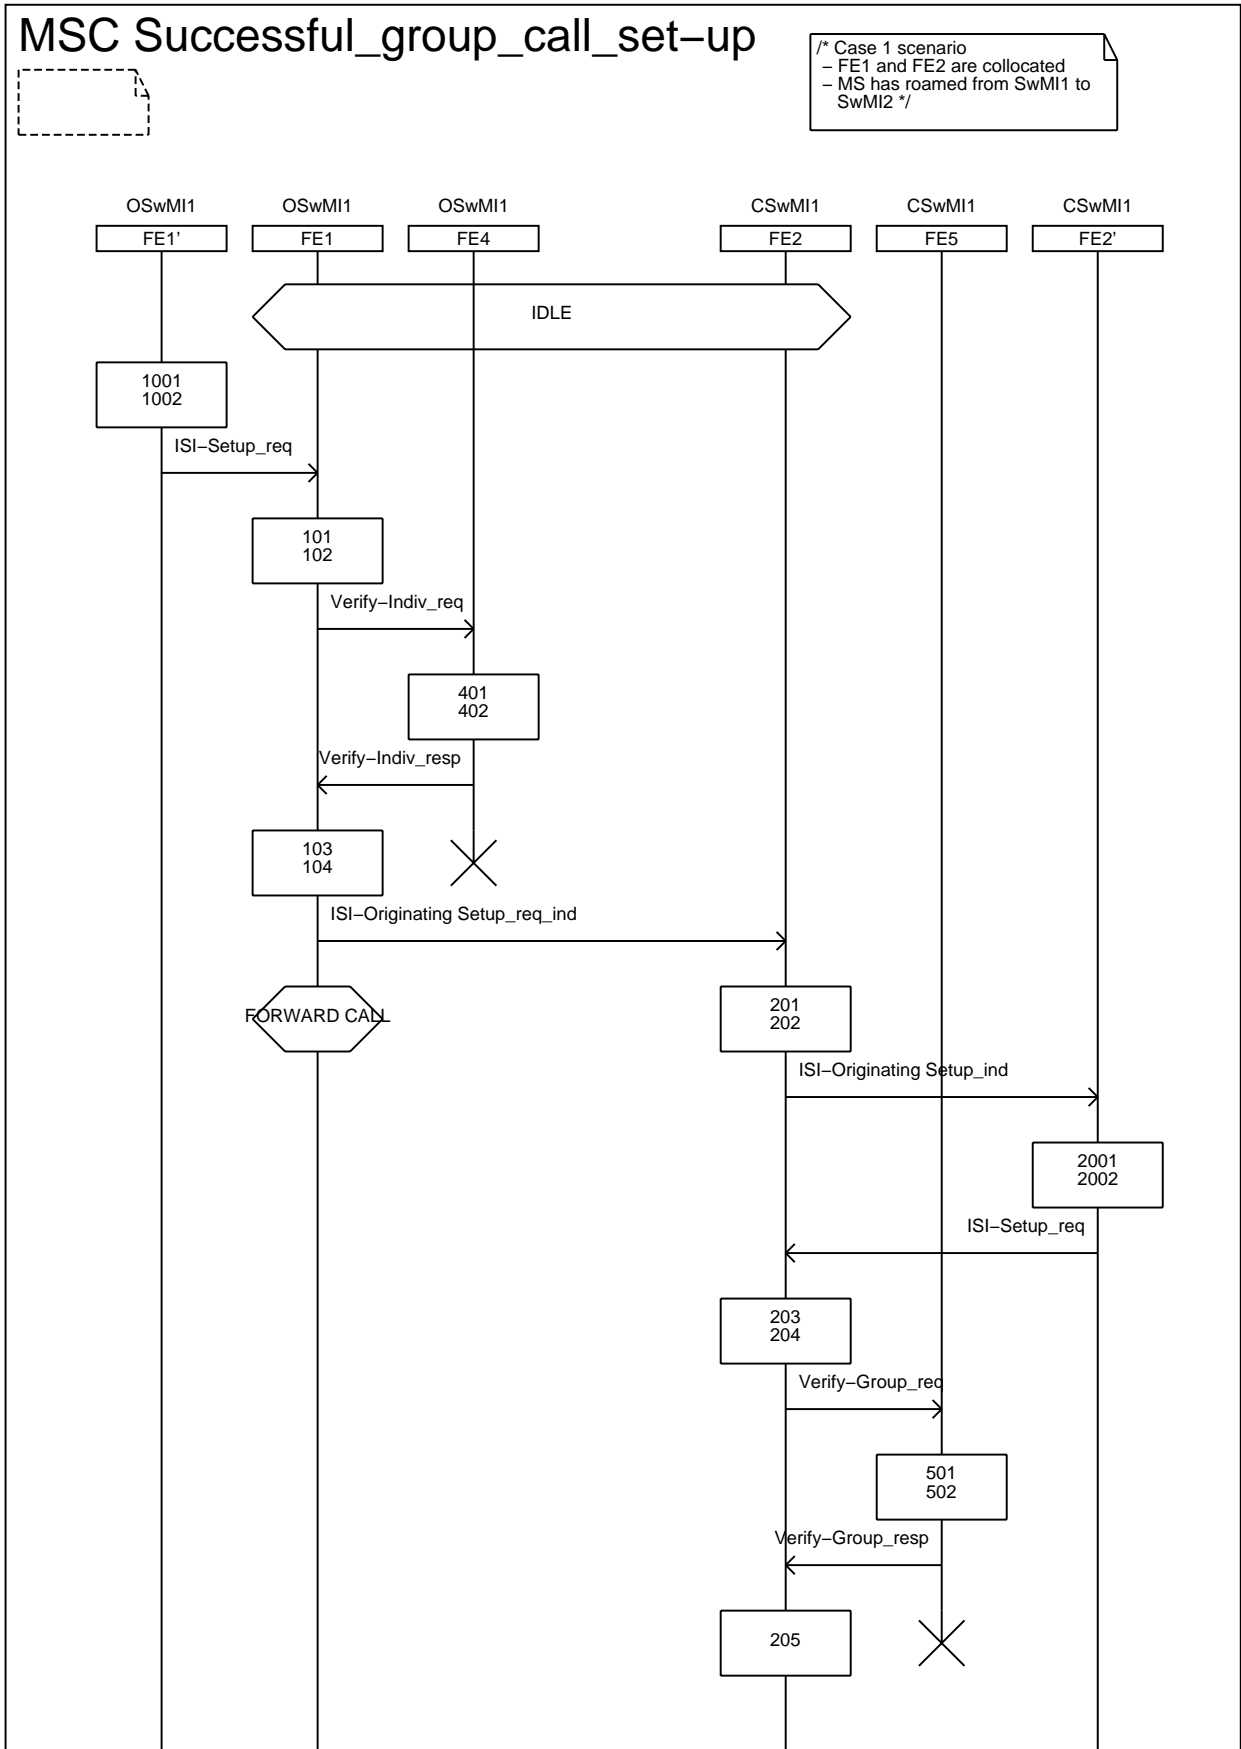 MSC Successful_group_call_set−up
/* Case 1 scenario
− FE1 and FE2 are collocated
− MS has roamed from SwMI1 to
SwMI2 */
OSwMI1 OSwMI1 OSwMI1 CSwMI1 CSwMI1 CSwMI1
FE1’ FE1 FE4 FE2 FE5 FE2’
IDLE
1001
1002
ISI−Setup_req
101
102
Verify−Indiv_req
401
402
Verify−Indiv_resp
103
104
ISI−Originating Setup_req_ind
FORWARD CALL
201
202
ISI−Originating Setup_ind
2001
2002
ISI−Setup_req
203
204
Verify−Group_req
501
502
Verify−Group_resp
205